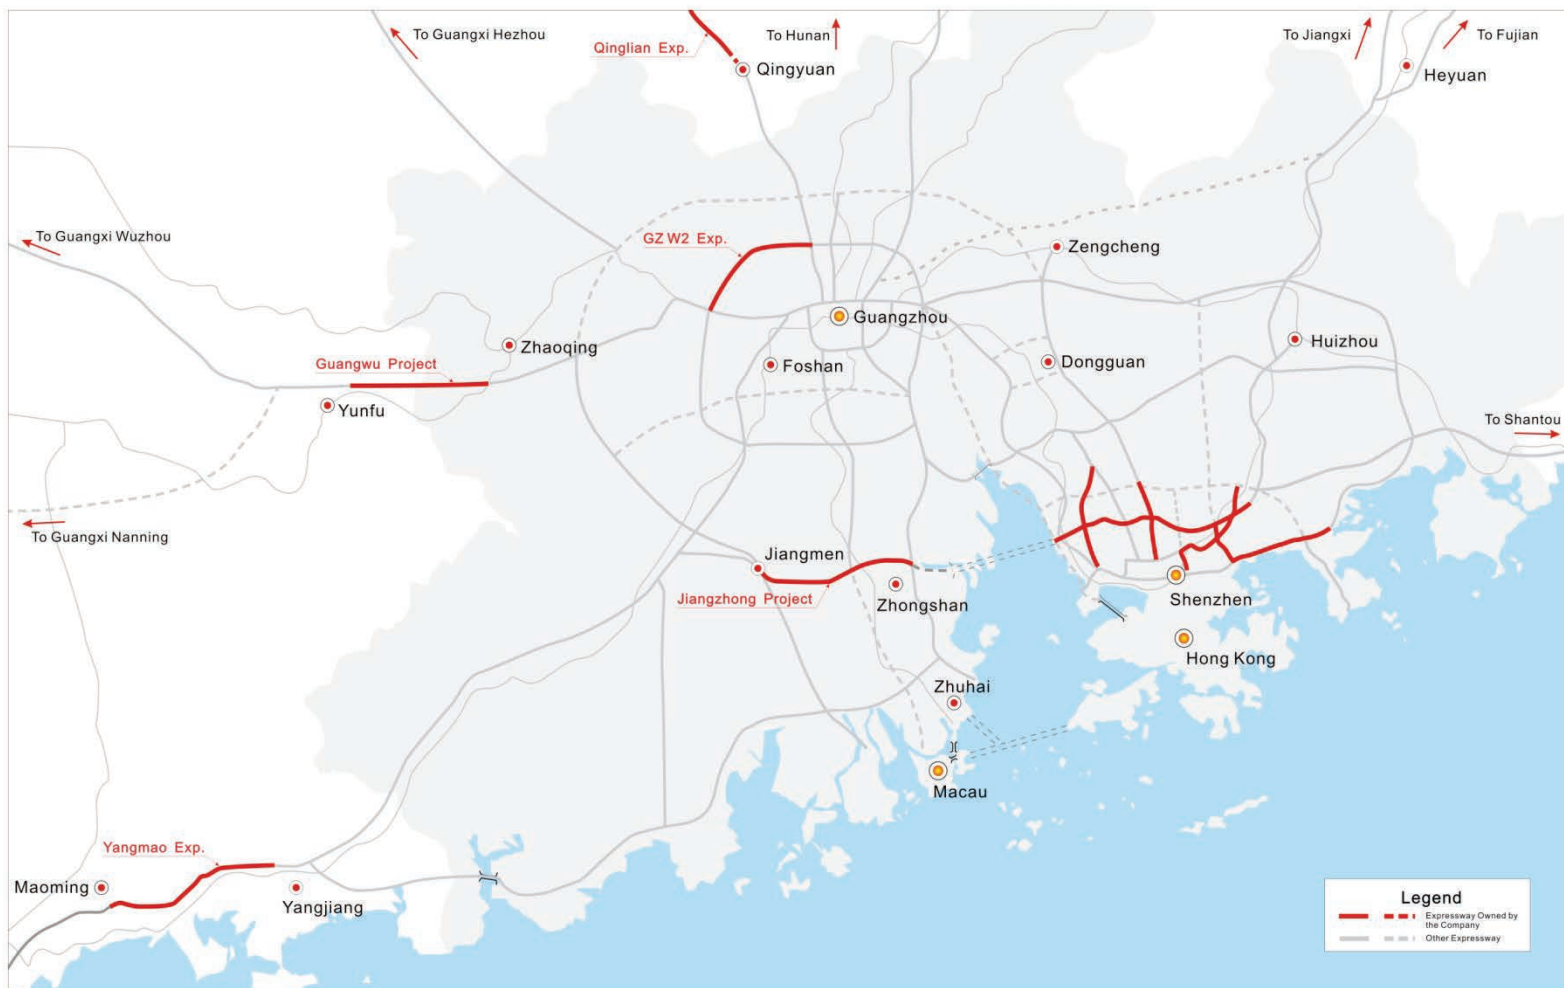 To Guangxi Hezhou
Qinglian Exp.
To Hunan
To Jiangxi
To Fujian
Qingyuan
Heyuan
To Guangxi Wuzhou
GZ W2 Exp.
Zengcheng
Guangzhou
Zhaoqing
Huizhou
Guangwu Project
Foshan
Dongguan
Yunfu
To Shantou
To Guangxi Nanning
Jiangmen
Jiangzhong Project
Zhongshan
Shenzhen
Hong Kong
Zhuhai
Macau
Yangmao Exp.
Maoming
Yangjiang
Legend
Expressway Owned by
the Company
Other Expressway